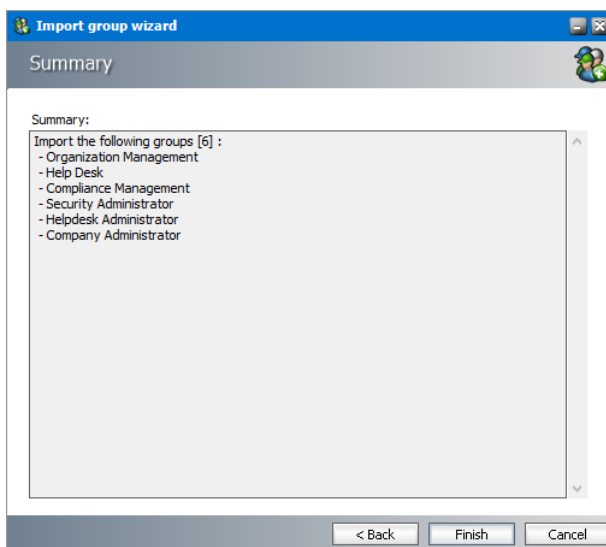 Import group wizard
Summary
Summary:
Import the following groups [6] :
- Organization Management
- Help Desk
- Compliance Management
- Security Administrator
- Helpdesk Administrator
- Company Administrator
< Back
Finish
Cancel